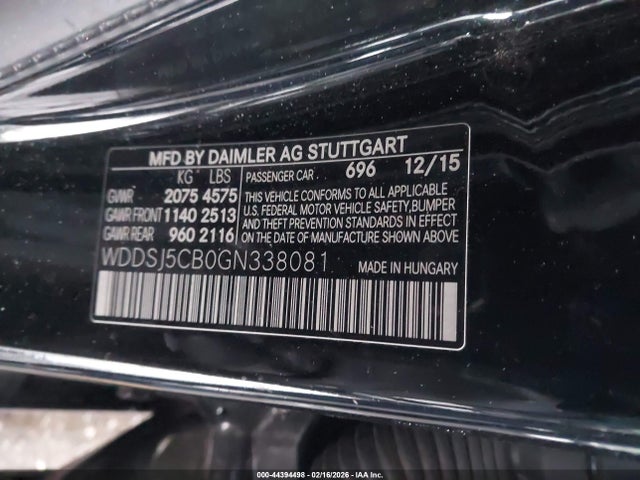 MFD BY DAIMLER AG STUTTGART
KG LBS PASSENGER CAR 696 12/15
GVWR 2075 4575 THIS VEHICLE CONFORMS TO ALL APPLICABLE
GAWR FRONT 1140 2513 U.S. FEDERAL MOTOR VEHICLE SAFETY,BUMPER
AND THEFT PREVENTION STANDARDS IN EFFECT
GAWR REAR 960 2116 ON THE DATE OF MANUFACTURE SHOWN ABOVE
WDDSJ5CB0GN338081 MADE IN HUNGARY
000-44394498 - 02/16/2026 - IAA Inc.